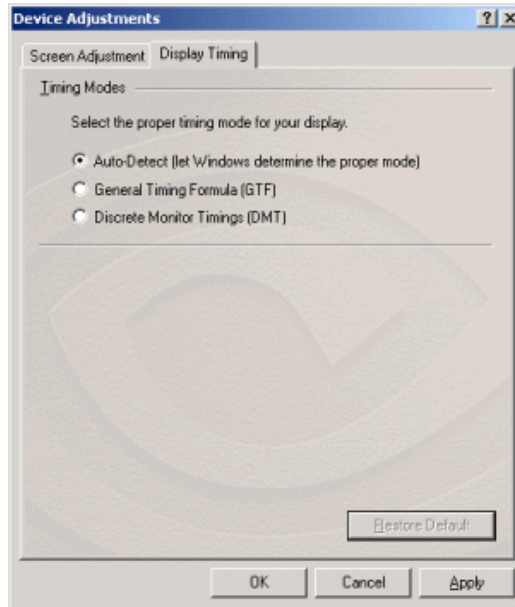 Device Adjustments
Screen Adjustment Display Timing
Timing Modes
Select the proper timing mode for your display.
Auto-Detect (let Windows determine the proper mode)
General Timing Formula (GTF)
Discrete Monitor Timings (DMT)
Restore Default
OK Cancel Apply